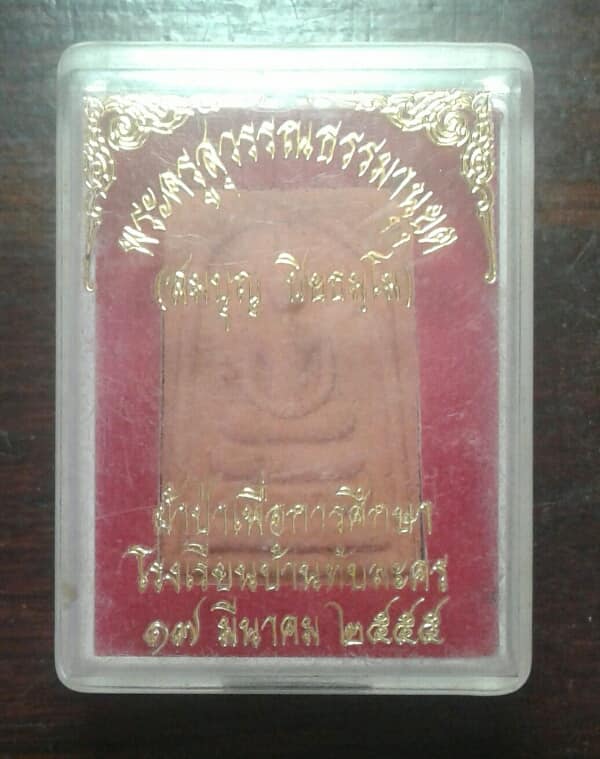 พระครูสุวรรณธรรมานุยุต
(สมบุญ ปิยธมฺโม)
ผ้าป่าเพื่อการศึกษา
โรงเรียนบ้านทับละคร
๑๗ มีนาคม ๒๕๕๕